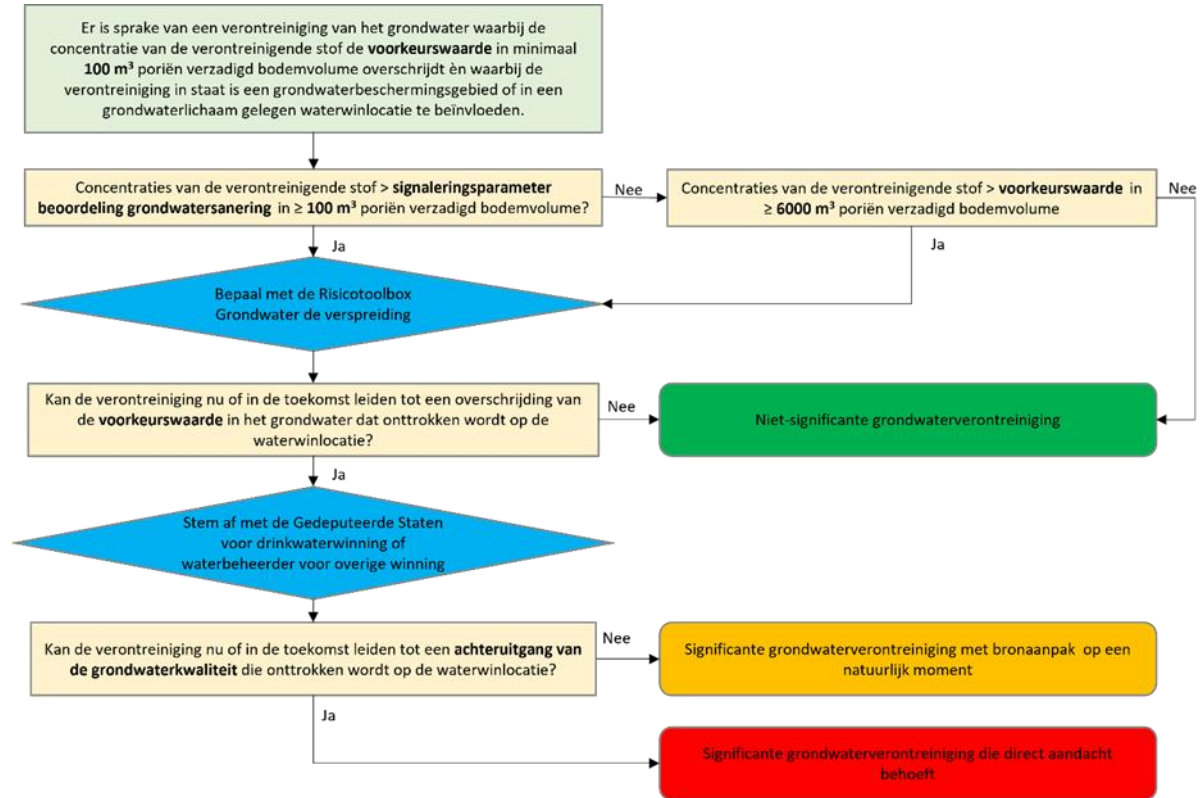 Er is sprake van een verontreiniging van het grondwater waarbij de
concentratie van de verontreinigende stof de voorkeurswaarde in minimaal
100 m³ poriën verzadigd bodemvolume overschrijdt èn waarbij de
verontreiniging in staat is een grondwaterbeschermingsgebied of in een
grondwaterlichaam gelegen waterwinlocatie te beïnvloeden.
Concentraties van de verontreinigende stof > signaleringsparameter
beoordeling grondwatersanering in ≥ 100 m³ poriën verzadigd bodemvolume?
Nee
Concentraties van de verontreinigende stof > voorkeurswaarde in
≥ 6000 m³ poriën verzadigd bodemvolume
Nee
Ja
Ja
Bepaal met de Risicotoolbox
Grondwater de verspreiding
Kan de verontreiniging nu of in de toekomst leiden tot een overschrijding van
de voorkeurswaarde in het grondwater dat onttrokken wordt op de
waterwinlocatie?
Nee
Niet-significante grondwaterverontreiniging
Ja
Stem af met de Gedeputeerde Staten
voor drinkwaterwinning of
waterbeheerder voor overige winning
Kan de verontreiniging nu of in de toekomst leiden tot een achteruitgang van
de grondwaterkwaliteit die onttrokken wordt op de waterwinlocatie?
Nee
Significante grondwaterverontreiniging met bronaanpak op een
natuurlijk moment
Ja
Significante grondwaterverontreiniging die direct aandacht
behoeft